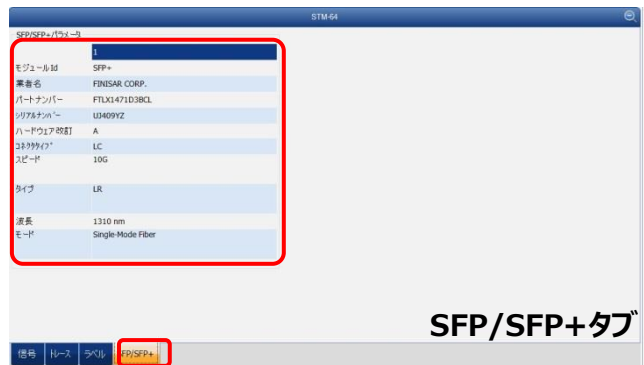 STM-64
SFP/SFP+パラメータ
1
モジュールId SFP+
業者名 FINISAR CORP.
パートナンバー FTLX1471D3BCL
シリアルナンバー UJ409YZ
ハードウェア改訂 A
コネクタタイプ LC
スピード 10G
タイプ LR
波長 1310 nm
モード Single-Mode Fiber
SFP/SFP+タブ
信号 トレース ラベル FP/SFP+